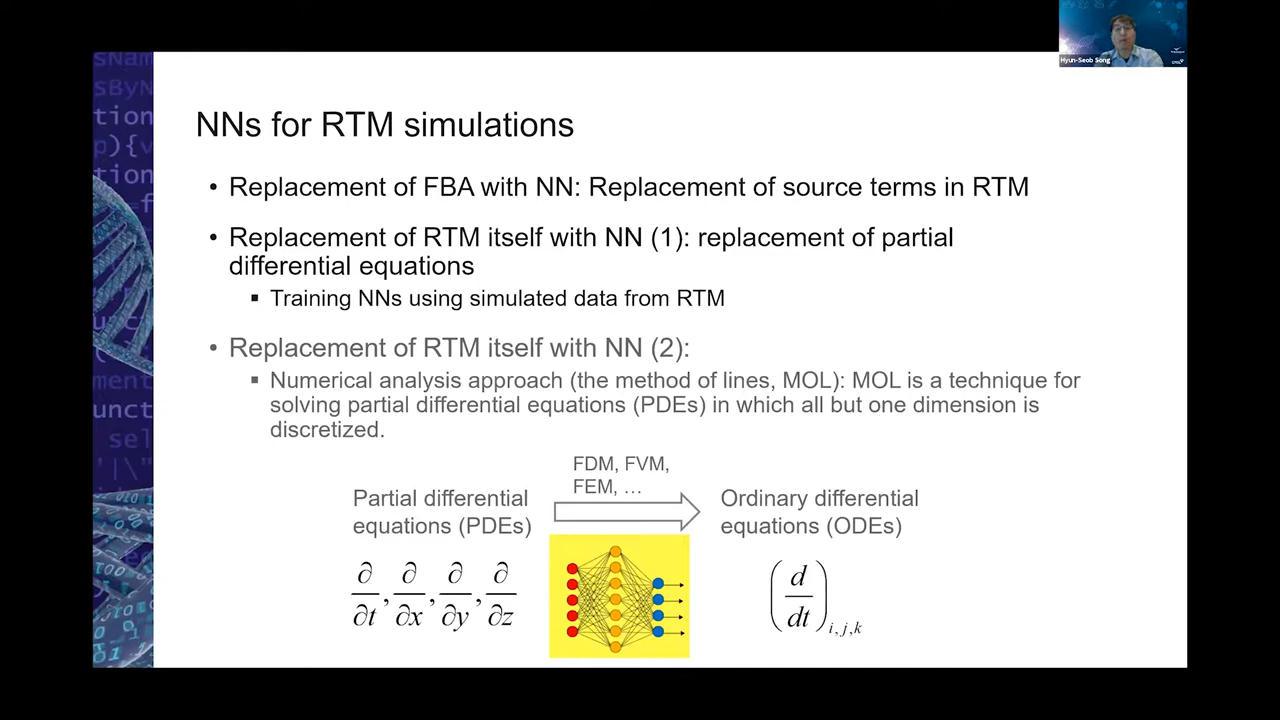 Hyun-Seob Song
NNs for RTM simulations
• Replacement of FBA with NN: Replacement of source terms in RTM
• Replacement of RTM itself with NN (1): replacement of partial
differential equations
▪ Training NNs using simulated data from RTM
• Replacement of RTM itself with NN (2):
▪ Numerical analysis approach (the method of lines, MOL): MOL is a technique for
solving partial differential equations (PDEs) in which all but one dimension is
discretized.
FDM, FVM,
FEM, …
Partial differential
equations (PDEs)
Ordinary differential
equations (ODEs)
∂/∂t, ∂/∂x, ∂/∂y, ∂/∂z
(d/dt)i,j,k